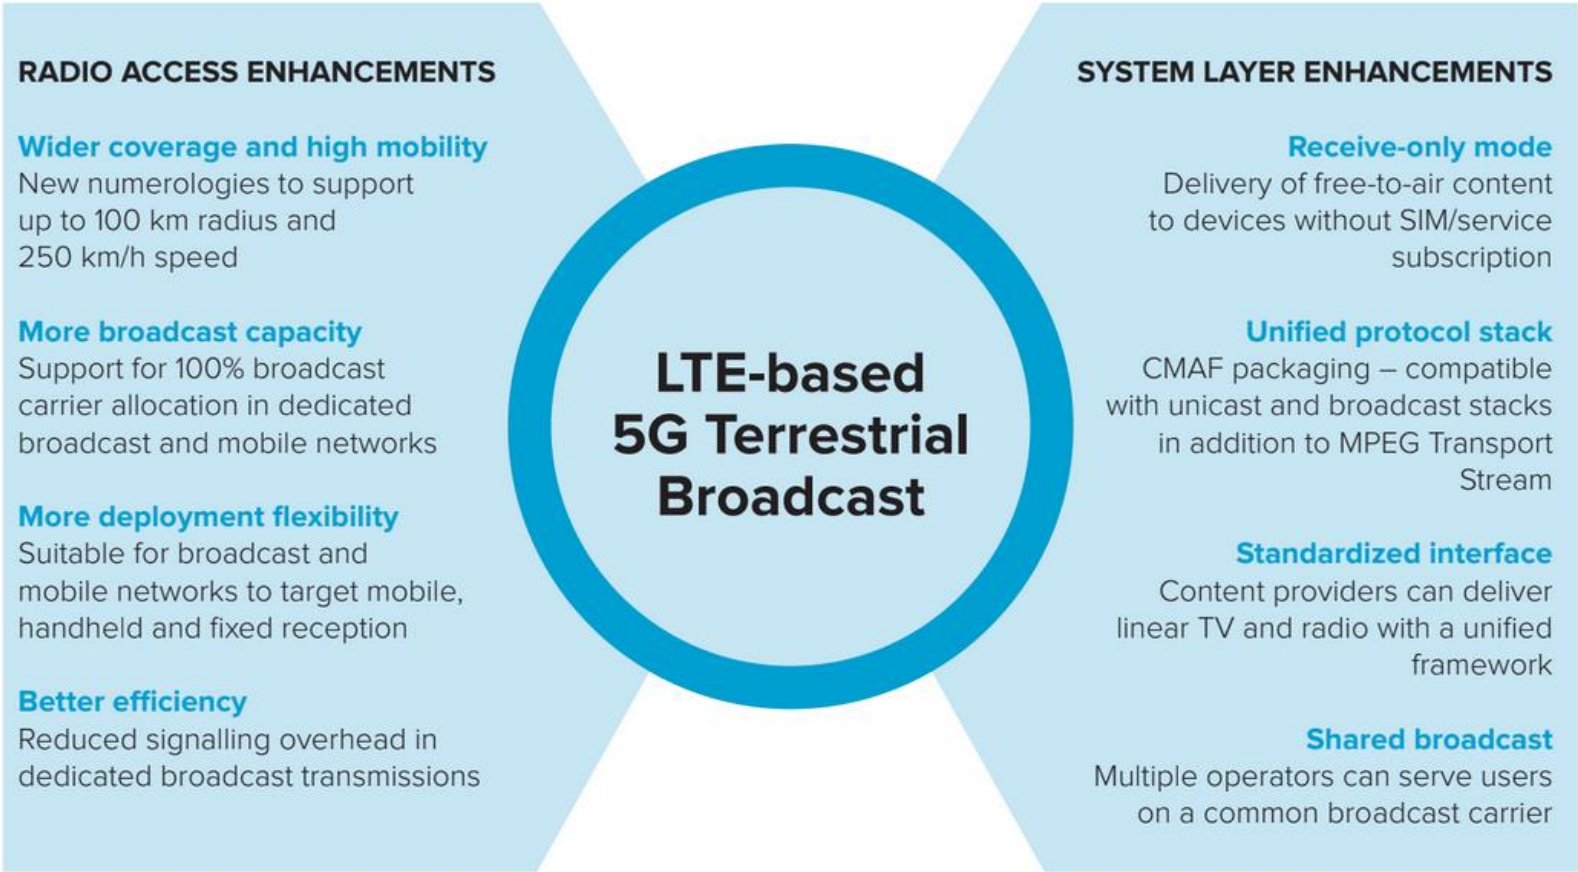 RADIO ACCESS ENHANCEMENTS
Wider coverage and high mobility
New numerologies to support
up to 100 km radius and
250 km/h speed
More broadcast capacity
Support for 100% broadcast
carrier allocation in dedicated
broadcast and mobile networks
More deployment flexibility
Suitable for broadcast and
mobile networks to target mobile,
handheld and fixed reception
Better efficiency
Reduced signalling overhead in
dedicated broadcast transmissions
LTE-based
5G Terrestrial
Broadcast
SYSTEM LAYER ENHANCEMENTS
Receive-only mode
Delivery of free-to-air content
to devices without SIM/service
subscription
Unified protocol stack
CMAF packaging – compatible
with unicast and broadcast stacks
in addition to MPEG Transport
Stream
Standardized interface
Content providers can deliver
linear TV and radio with a unified
framework
Shared broadcast
Multiple operators can serve users
on a common broadcast carrier